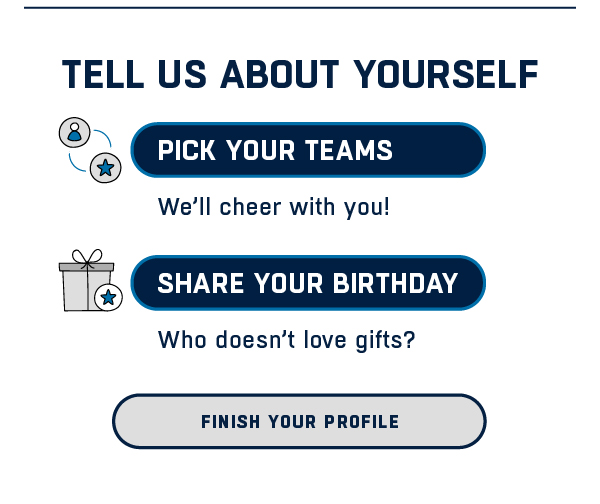 TELL US ABOUT YOURSELF
PICK YOUR TEAMS
We’ll cheer with you!
SHARE YOUR BIRTHDAY
Who doesn’t love gifts?
FINISH YOUR PROFILE